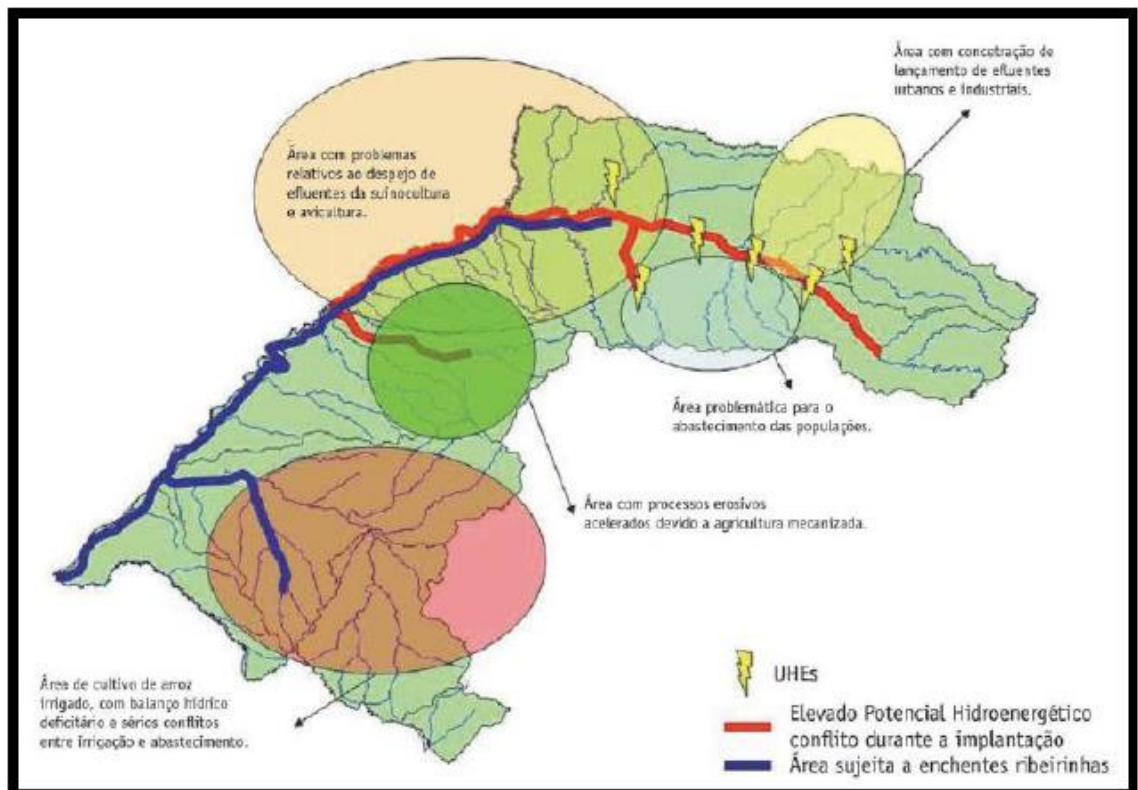 Área com concetração de
lançamento de efluentes
urbanos e industriais.
Área com problemas
relativos ao despejo de
efluentes da suinocultura
e avicultura.
Área problemática para o
abastecimento das populações.
Área com processos erosivos
acelerados devido a agricultura mecanizada.
Área de cultivo de arroz
irrigado, com balanço hídrico
deficitário e sérios conflitos
entre irrigação e abastecimento.
UHEs
Elevado Potencial Hidroenergético
conflito durante a implantação
Área sujeita a enchentes ribeirinhas